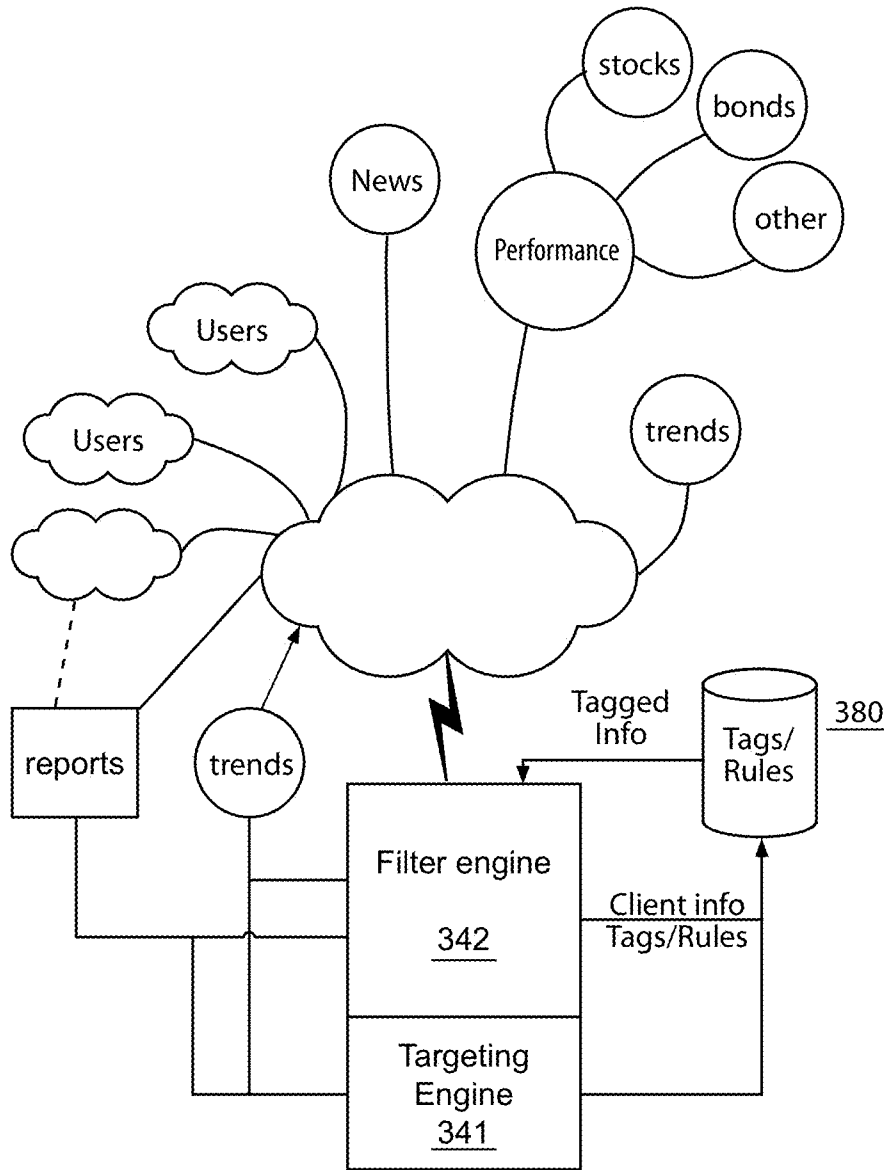 stocks
bonds
News
other
Performance
Users
trends
Users
Tagged
Info
380
Tags/
Rules
reports
trends
Filter engine
342
Client info
Tags/Rules
Targeting
Engine
341